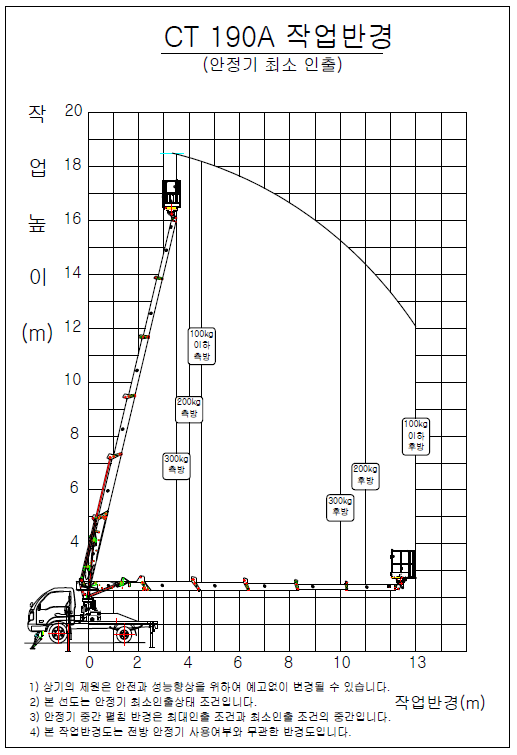 CT 190A 작업반경
(안정기 최소 인출)
작
업
높
이
(m)
20
18
16
14
12
10
8
6
4
100kg
이하
측방
200kg
측방
300kg
측방
100kg
이하
후방
200kg
후방
300kg
후방
0 2 4 6 8 10 11 13
작업반경(m)
1) 상기의 제원은 안전과 성능향상을 위하여 예고없이 변경될 수 있습니다.
2) 본 선도는 안정기 최소인출상태 조건입니다.
3) 안정기 중간 펼침 반경은 최대인출 조건과 최소인출 조건의 중간입니다.
4) 본 작업반경도는 전방 안정기 사용여부와 무관한 반경도입니다.